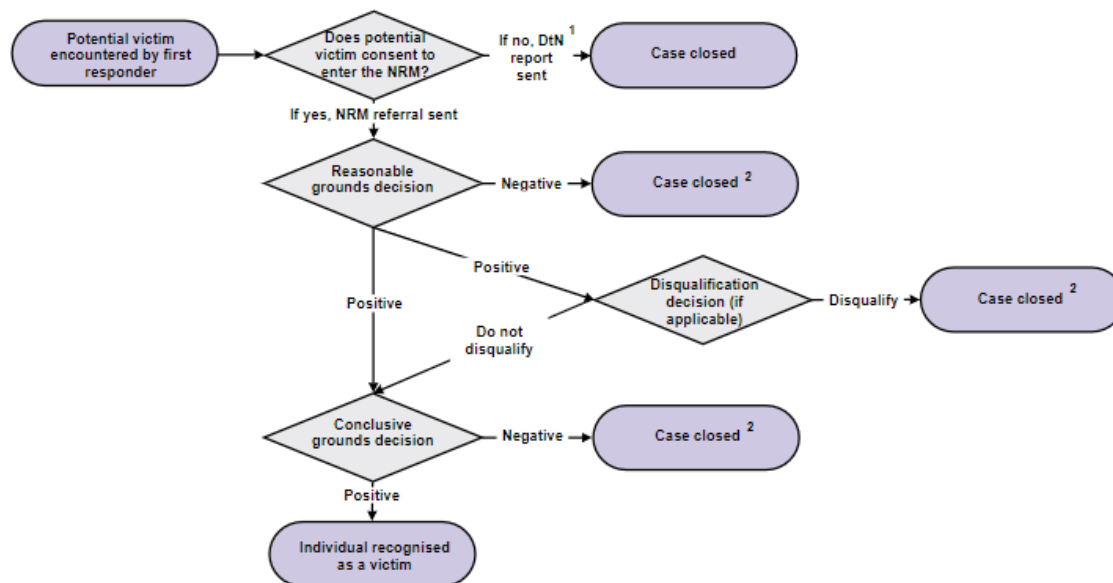 Potential victim
encountered by first
responder
Does potential
victim consent to
enter the NRM?
If no, DtN 1
report
sent
Case closed
If yes, NRM referral sent
Reasonable
grounds decision
Negative
Case closed 2
Positive
Positive
Disqualification
decision (if
applicable)
Disqualify
Case closed 2
Do not
disqualify
Conclusive
grounds decision
Negative
Case closed 2
Positive
Individual recognised
as a victim